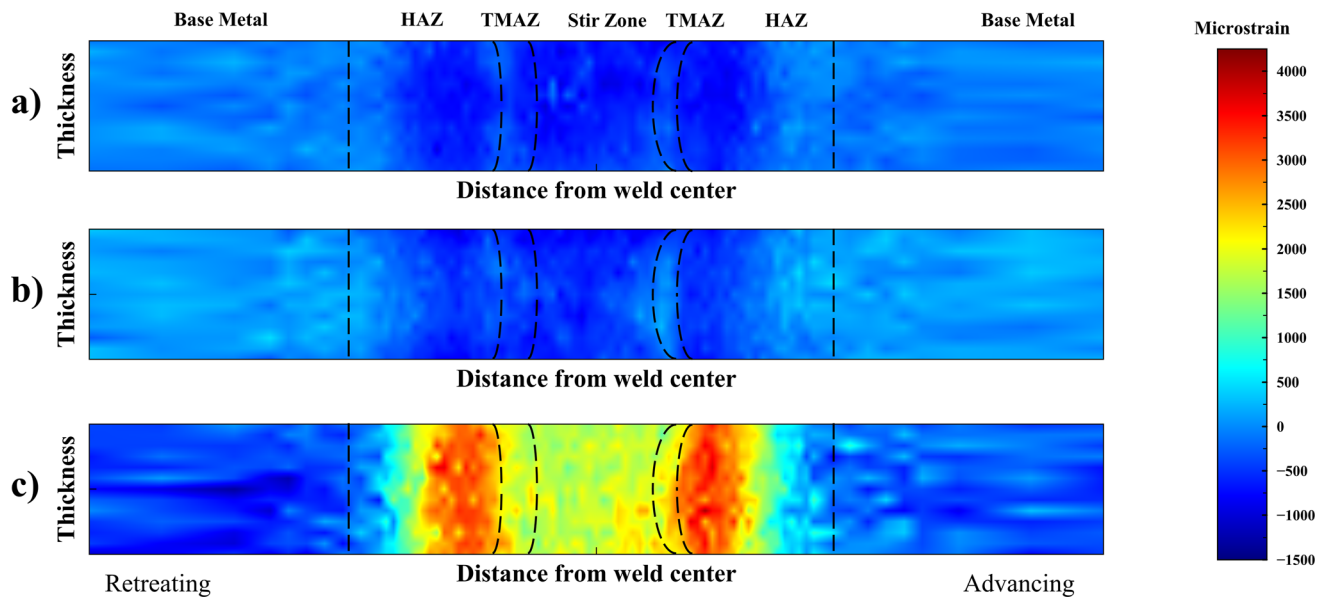 Base Metal HAZ TMAZ Stir Zone TMAZ HAZ Base Metal
Microstrain
a)
Thickness
Distance from weld center
b)
Thickness
Distance from weld center
c)
Thickness
Distance from weld center
Retreating
Advancing
4000
3500
3000
2500
2000
1500
1000
500
0
−500
−1000
−1500